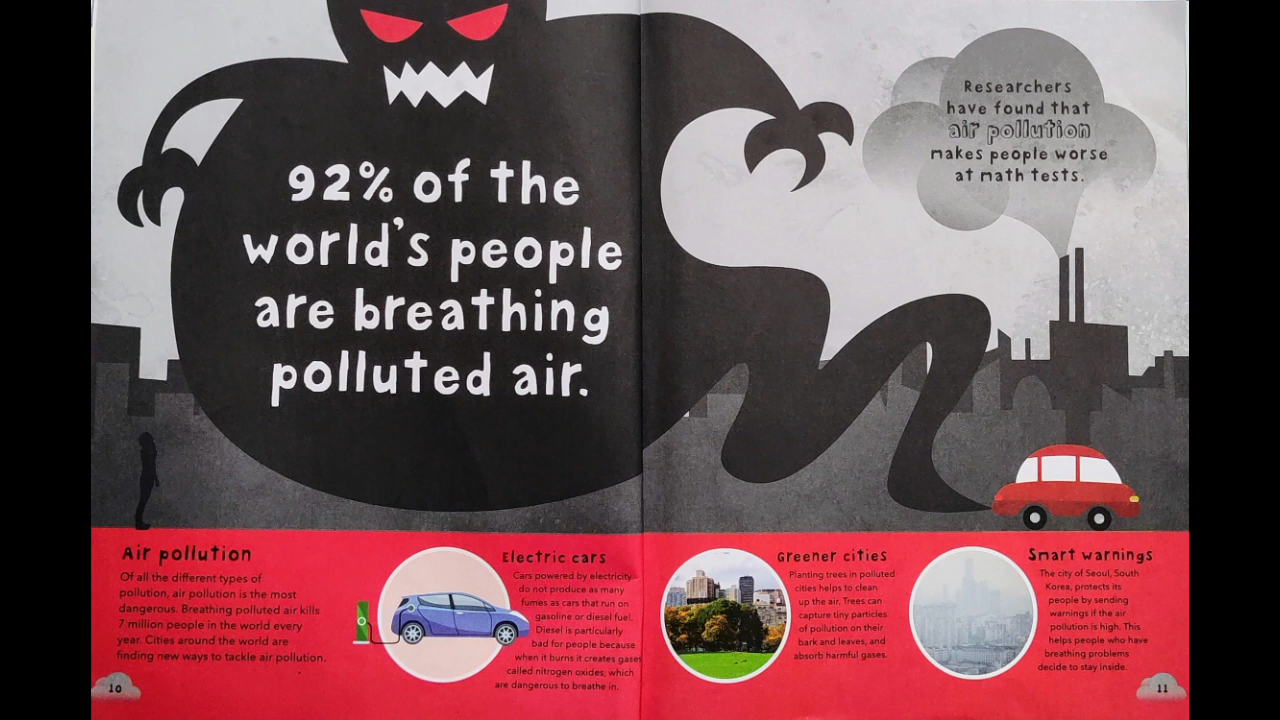 92% of the
world's people
are breathing
polluted air.
Researchers
have found that
air pollution
makes people worse
at math tests.
Air pollution
Of all the different types of
pollution, air pollution is the most
dangerous. Breathing polluted air kills
7 million people in the world every
year. Cities around the world are
finding new ways to tackle air pollution.
Electric cars
Cars powered by electricity
do not produce as many
fumes as cars that run on
gasoline or diesel fuel.
Diesel is particularly
bad for people because
when it burns it creates gases
called nitrogen oxides, which
are dangerous to breathe in.
Greener cities
Planting trees in polluted
cities helps to clean
up the air. Trees can
capture tiny particles
of pollution on their
bark and leaves, and
absorb harmful gases.
Smart warnings
The city of Seoul, South
Korea, protects its
people by sending
warnings if the air
pollution is high. This
helps people who have
breathing problems
decide to stay inside.
10
11